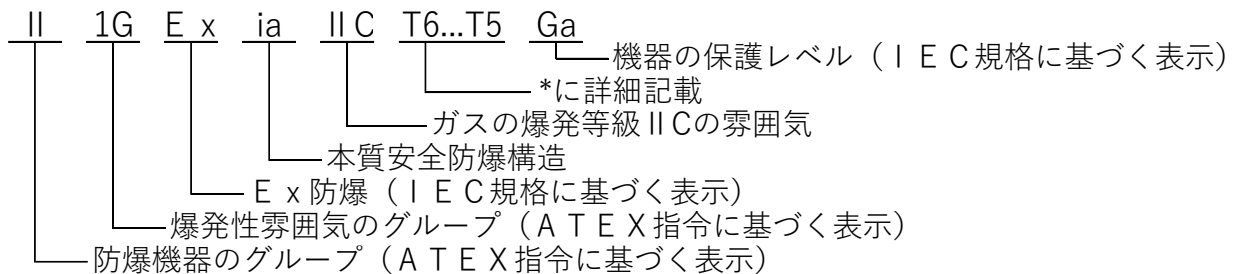 Ⅱ 1G Ｅｘ ia ⅡＣ T6...T5 Ga
機器の保護レベル（ＩＥＣ規格に基づく表示）
*に詳細記載
ガスの爆発等級ⅡCの雰囲気
本質安全防爆構造
Ｅｘ防爆（ＩＥＣ規格に基づく表示）
爆発性雰囲気のグループ（ＡＴＥＸ指令に基づく表示）
防爆機器のグループ（ＡＴＥＸ指令に基づく表示）